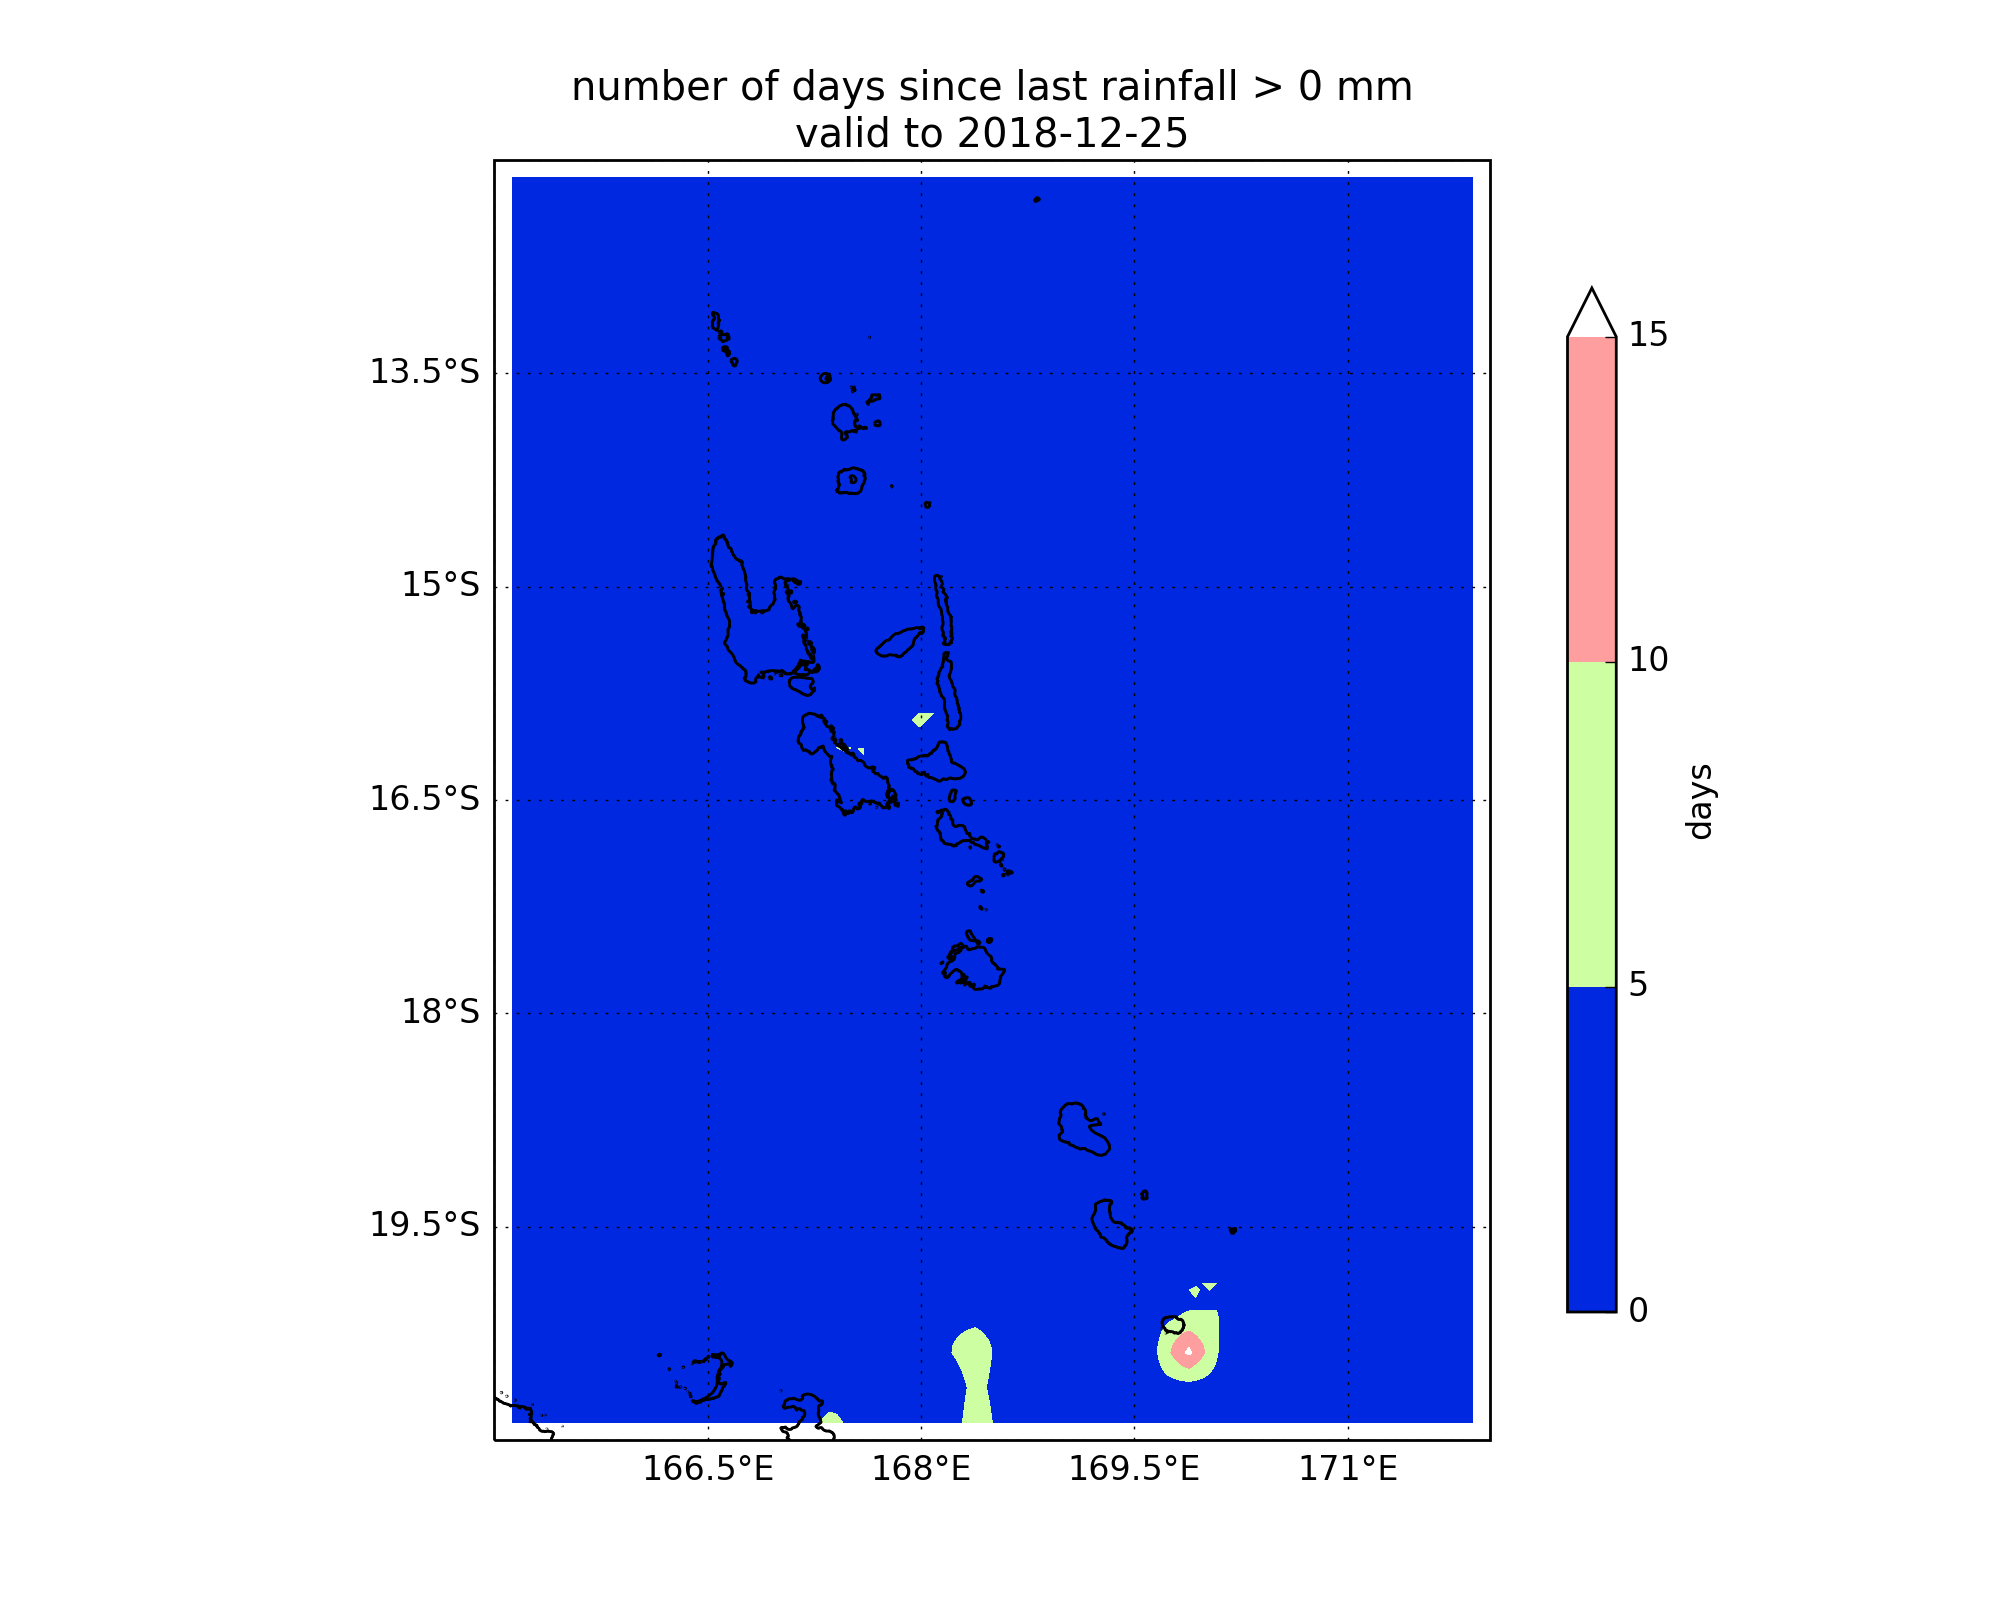 number of days since last rainfall > 0 mm
valid to 2018-12-25
13.5°S
15°S
16.5°S
18°S
19.5°S
166.5°E
168°E
169.5°E
171°E
15
10
5
0
days